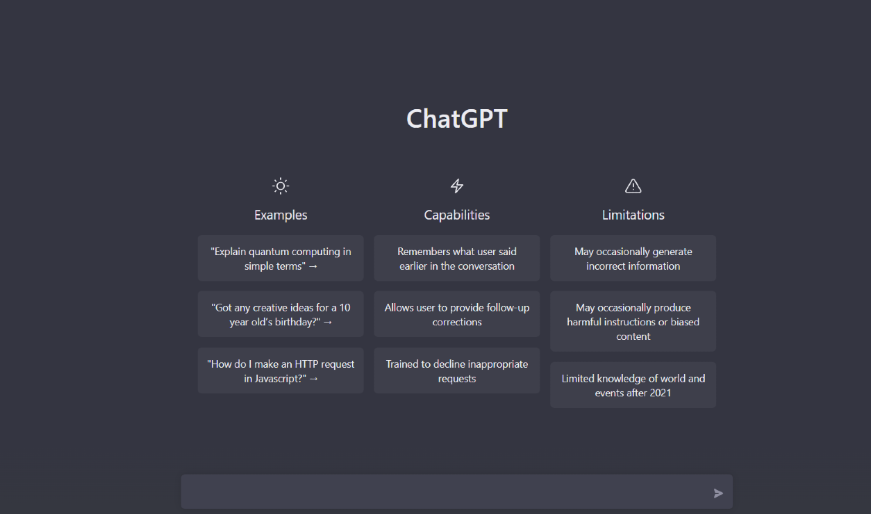 ChatGPT
Examples
"Explain quantum computing in
simple terms" →
"Got any creative ideas for a 10
year old's birthday?" →
"How do I make an HTTP request
in Javascript?" →
Capabilities
Remembers what user said
earlier in the conversation
Allows user to provide follow-up
corrections
Trained to decline inappropriate
requests
Limitations
May occasionally generate
incorrect information
May occasionally produce
harmful instructions or biased
content
Limited knowledge of world and
events after 2021